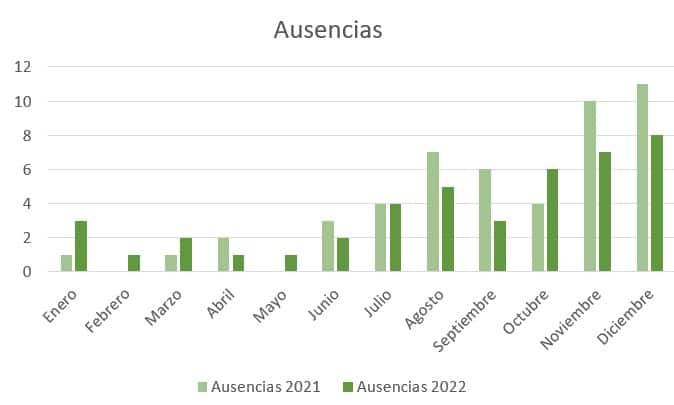 Ausencias
12
10
8
6
4
2
0
Enero
Febrero
Marzo
Abril
Mayo
Junio
Julio
Agosto
Septiembre
Octubre
Noviembre
Diciembre
Ausencias 2021 Ausencias 2022